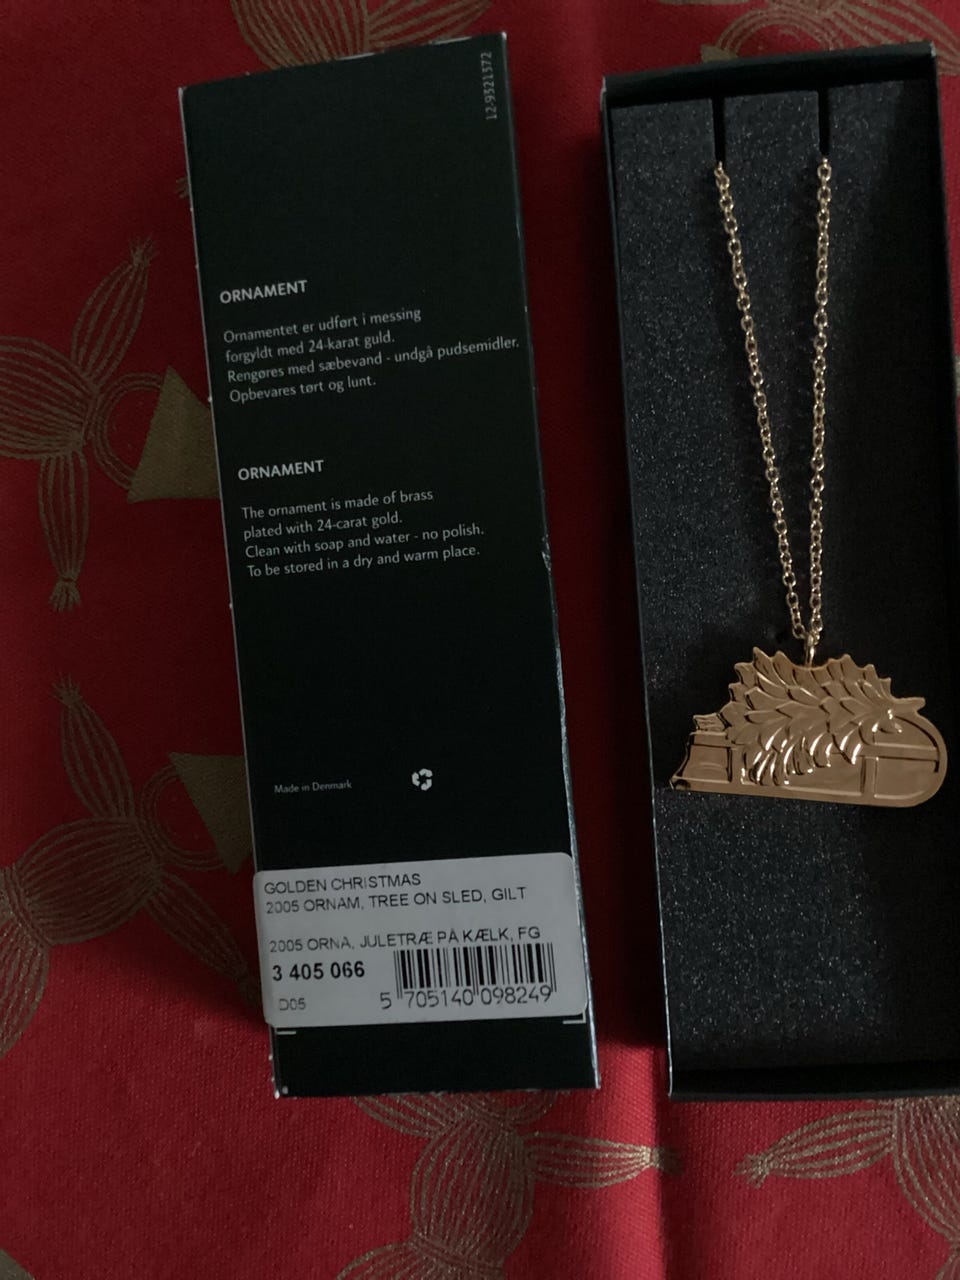 12-9521572
ORNAMENT
Ornamentet er udført i messing
forgyldt med 24-karat guld.
Rengøres med sæbevand - undgå pudsemidler.
Opbevares tørt og lunt.
ORNAMENT
The ornament is made of brass
plated with 24-carat gold.
Clean with soap and water - no polish.
To be stored in a dry and warm place.
Made in Denmark
GOLDEN CHRISTMAS
2005 ORNAM, TREE ON SLED, GILT
2005 ORNA, JULETRÆ PÅ KÆLK, FG
3 405 066
D05
5 705140 098249